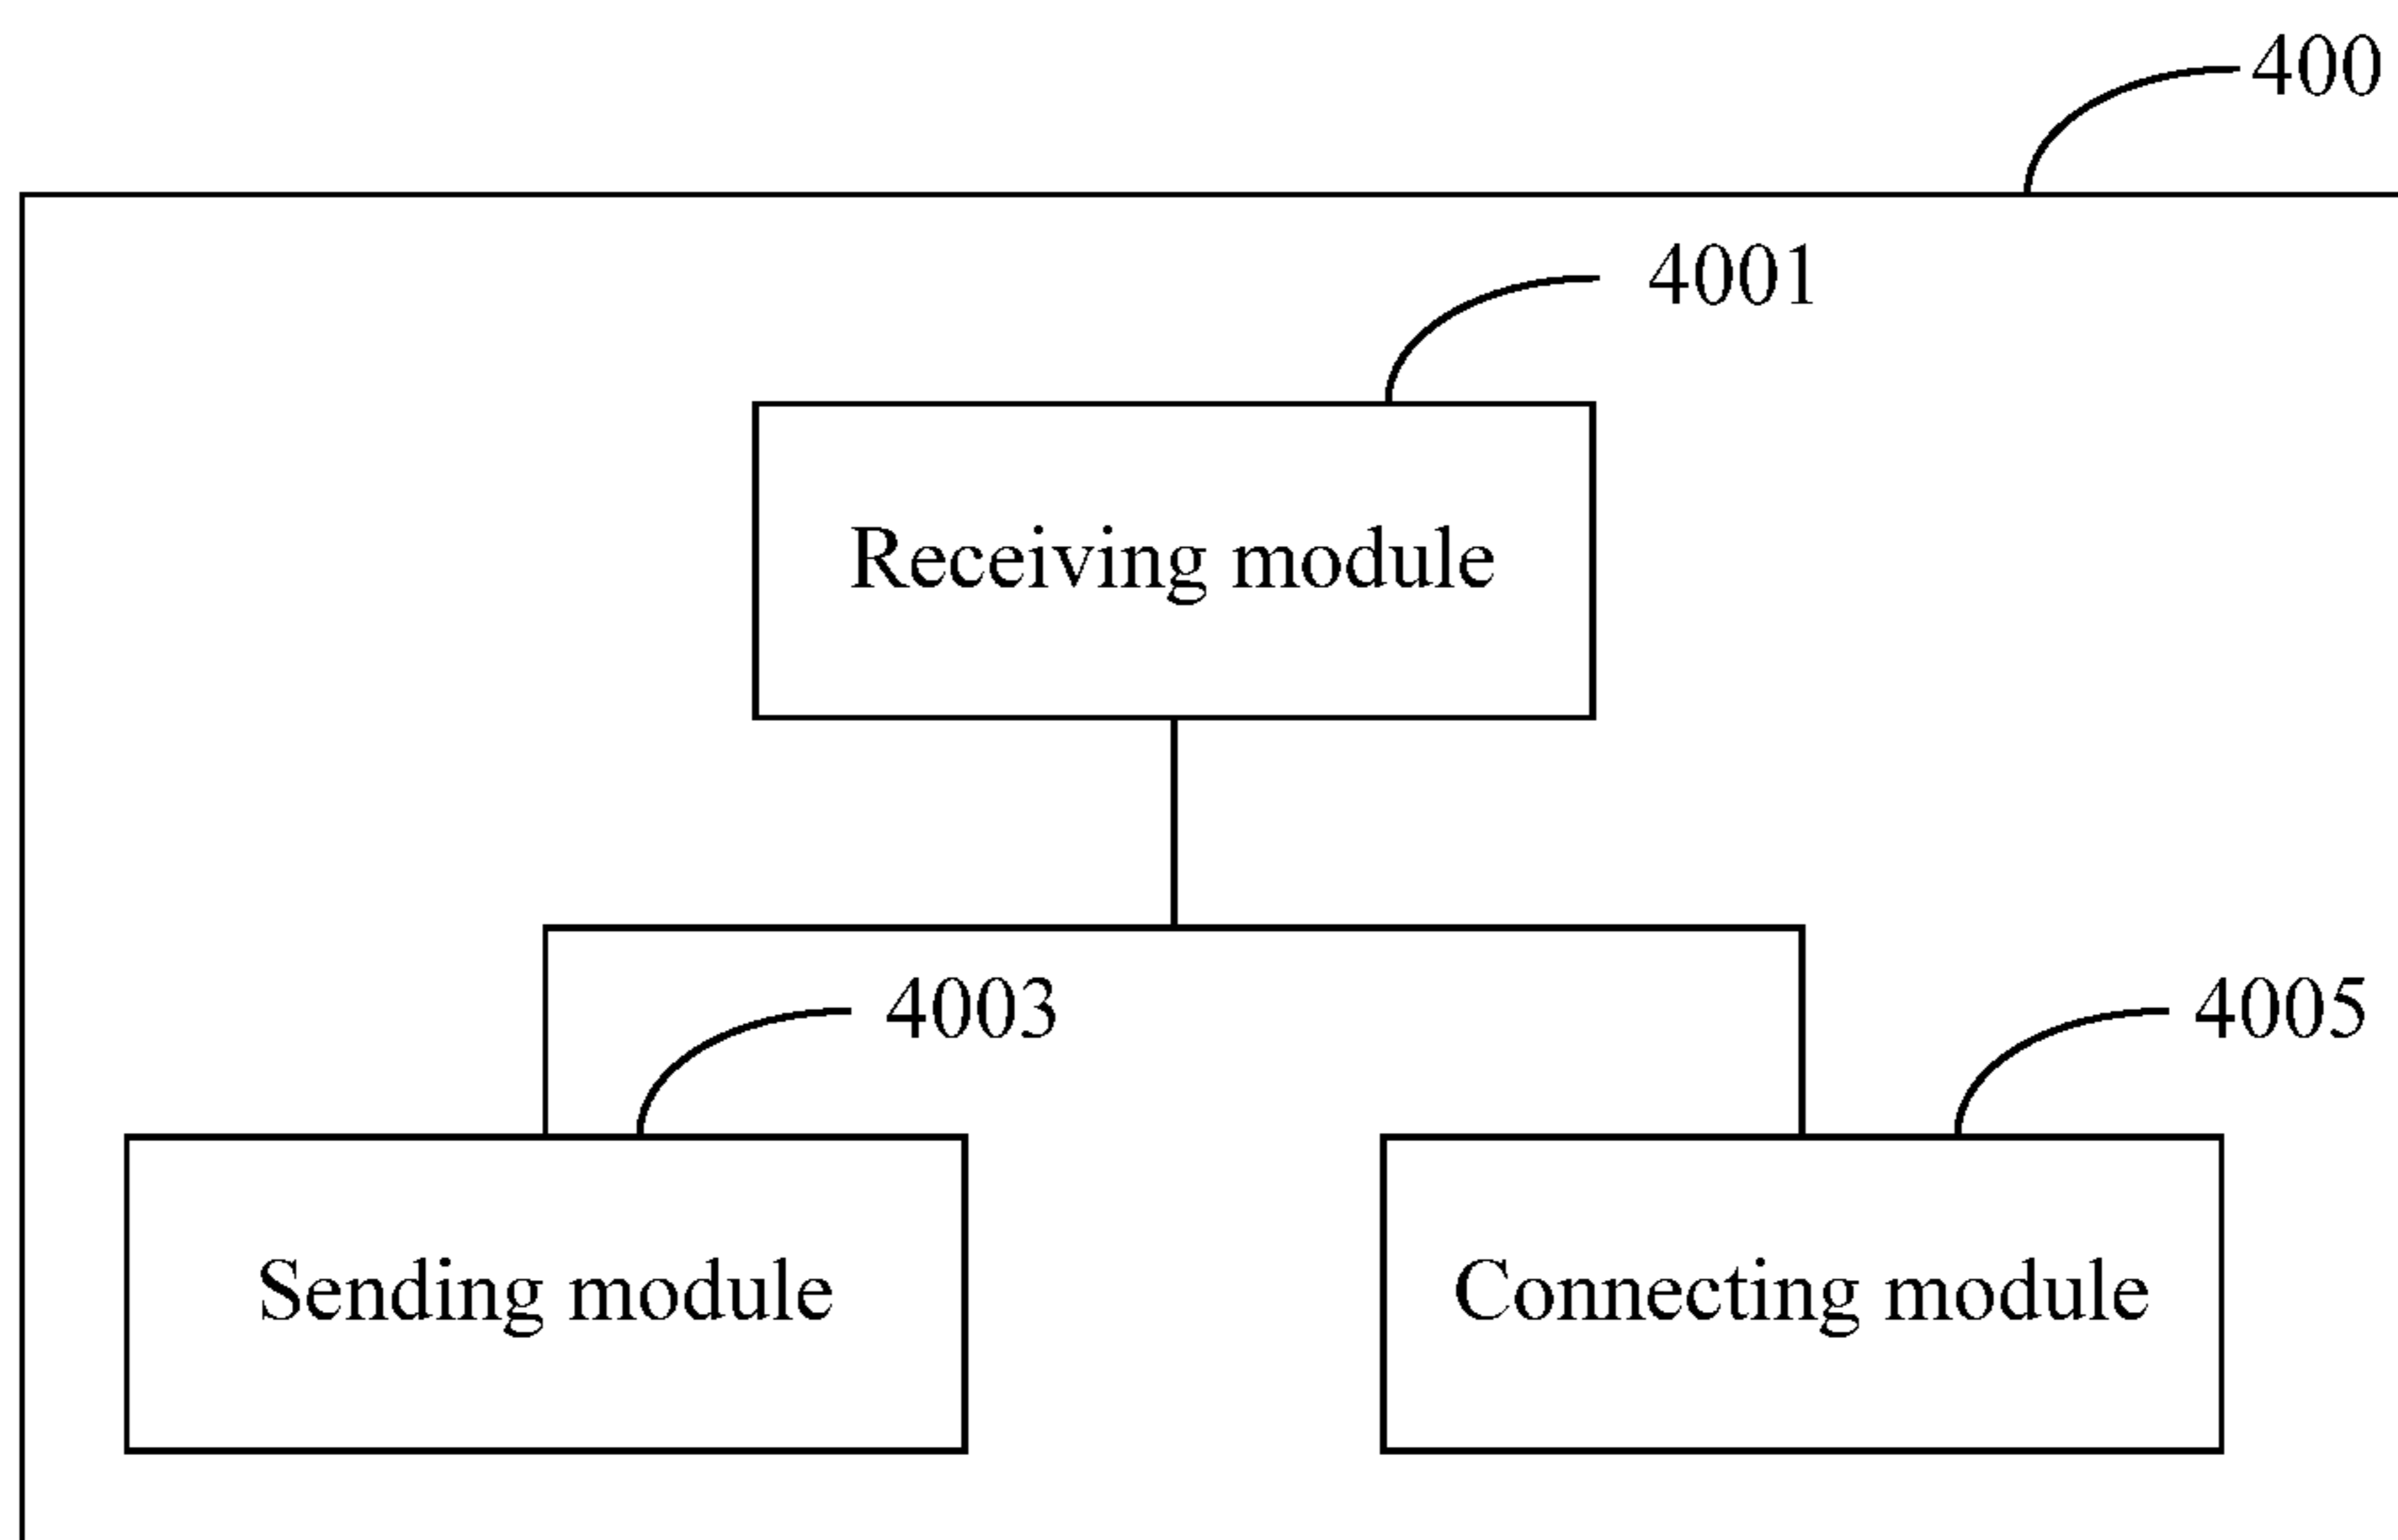 400
4001
Receiving module
4003
4005
Sending module
Connecting module